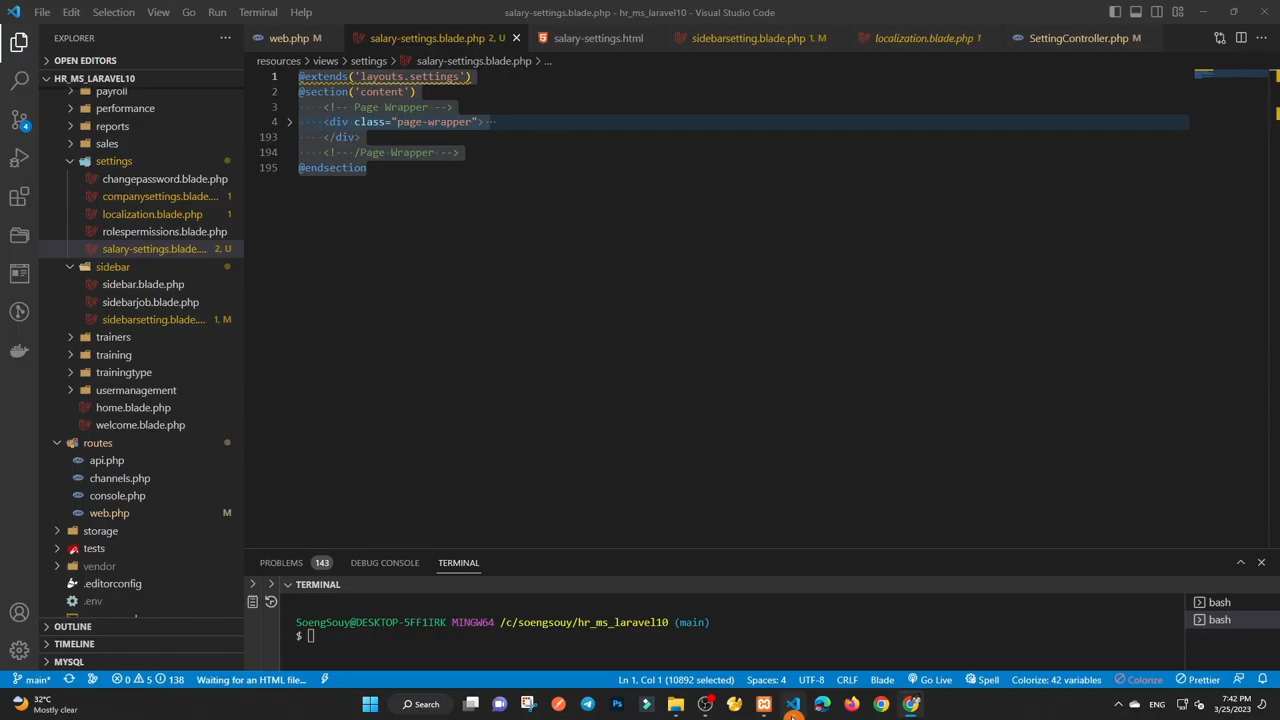 File Edit Selection View Go Run Terminal Help
salary-settings.blade.php - hr_ms_laravel10 - Visual Studio Code
EXPLORER
web.php M
salary-settings.blade.php 2, U
salary-settings.html
sidebarsetting.blade.php 1, M
localization.blade.php 1
SettingController.php M
OPEN EDITORS
resources > views > settings > salary-settings.blade.php > ...
HR_MS_LARAVEL10
payroll
performance
reports
sales
settings
changepassword.blade.php
companysettings.blade.... 1
localization.blade.php 1
rolespermissions.blade.php
salary-settings.blade.... 2, U
sidebar
sidebar.blade.php
sidebarjob.blade.php
sidebarsetting.blade.... 1, M
trainers
training
trainingtype
usermanagement
home.blade.php
welcome.blade.php
routes
api.php
channels.php
console.php
web.php M
storage
tests
vendor
.editorconfig
.env
OUTLINE
TIMELINE
MYSQL
4
1 @extends('layouts.settings')
2 @section('content')
3 <!-- Page Wrapper -->
4 <div class="page-wrapper"> ...
193 </div>
194 <!-- /Page Wrapper -->
195 @endsection
PROBLEMS 143 DEBUG CONSOLE TERMINAL
TERMINAL
SoengSouy@DESKTOP-5FF1IRK MINGW64 /c/soengsouy/hr_ms_laravel10 (main)
$
bash
bash
main* 0 5 138 Waiting for an HTML file... Ln 1, Col 1 (10892 selected) Spaces: 4 UTF-8 CRLF Blade Go Live Spell Colorize: 42 variables Colorize Prettier
32°C
Mostly clear
Search
ENG
7:42 PM
3/25/2023